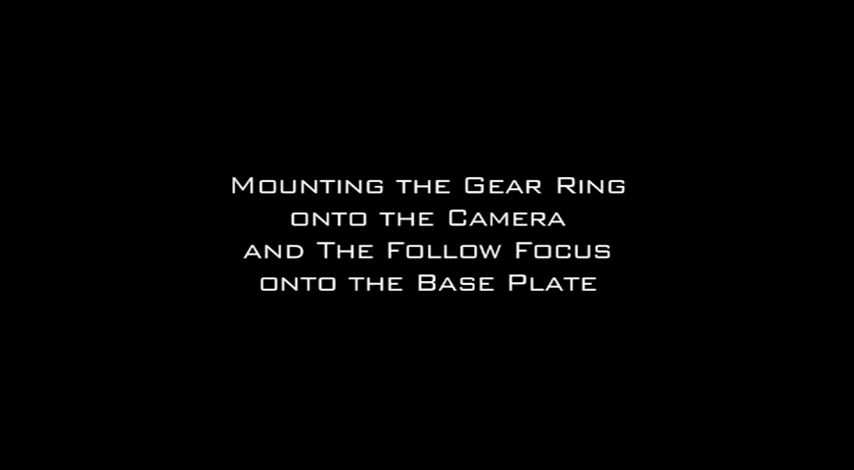 Mounting the Gear Ring
onto the Camera
and The Follow Focus
onto the Base Plate